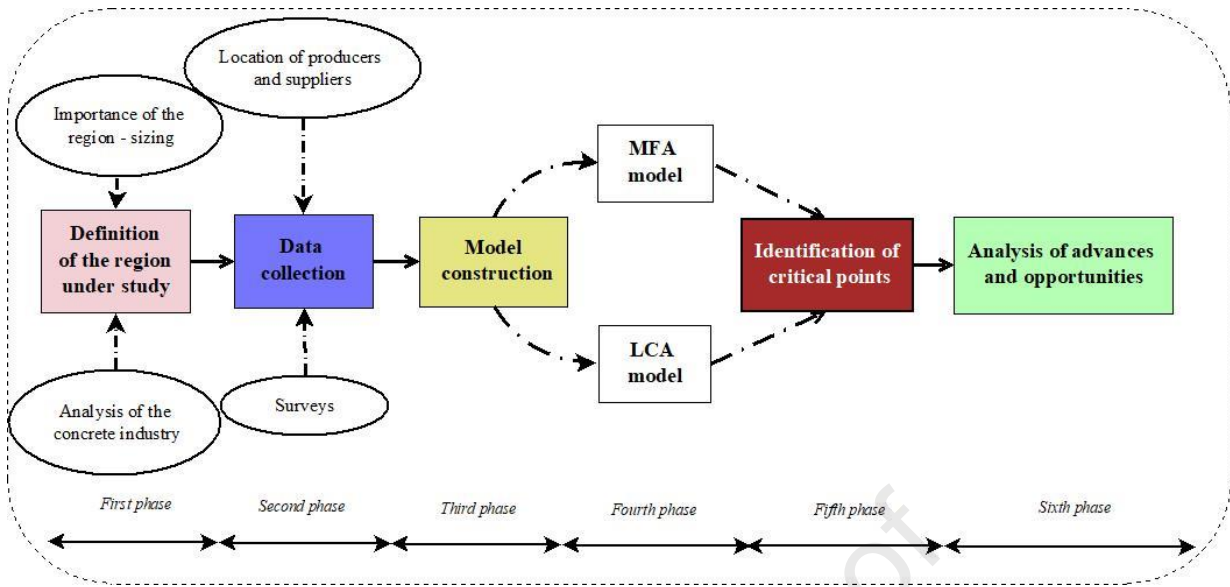 Location of producers
and suppliers
Importance of the
region - sizing
MFA
model
Definition
of the region
under study
Data
collection
Model
construction
Identification of
critical points
Analysis of advances
and opportunities
LCA
model
Analysis of the
concrete industry
Surveys
First phase
Second phase
Third phase
Fourth phase
Fifth phase
Sixth phase
of